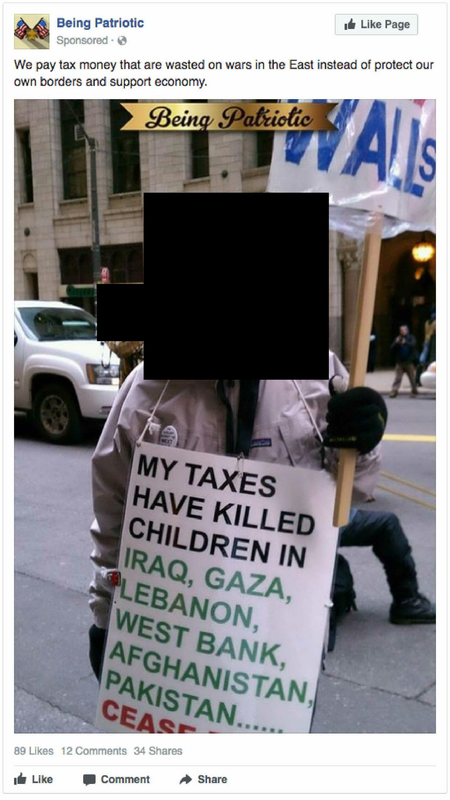 Being Patriotic
Sponsored ·
Like Page
We pay tax money that are wasted on wars in the East instead of protect our
own borders and support economy.
Being Patriotic
WALLS
MY TAXES
HAVE KILLED
CHILDREN IN
IRAQ, GAZA,
LEBANON,
WEST BANK,
AFGHANISTAN,
PAKISTAN......
CEASE
89 Likes 12 Comments 34 Shares
Like Comment Share